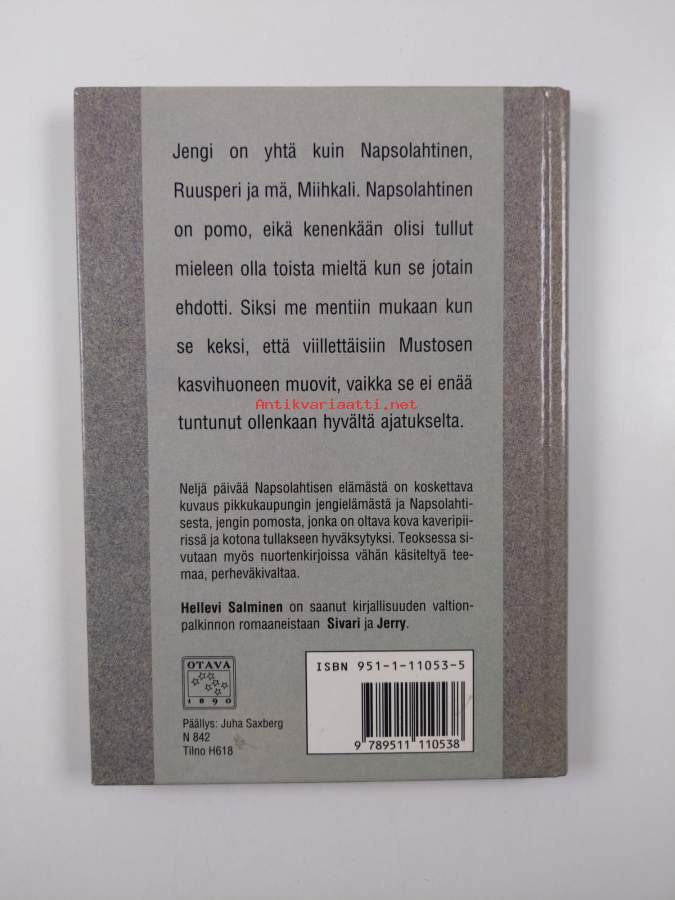 Jengi on yhtä kuin Napsolahtinen,
Ruusperi ja mä, Miihkali. Napsolahtinen
on pomo, eikä kenenkään olisi tullut
mieleen olla toista mieltä kun se jotain
ehdotti. Siksi me mentiin mukaan kun
se keksi, että viillettäisiin Mustosen
kasvihuoneen muovit, vaikka se ei enää
Antikvariaatti.net
tuntunut ollenkaan hyvältä ajatukselta.
Neljä päivää Napsolahtisen elämästä on koskettava
kuvaus pikkukaupungin jengielämästä ja Napsolahti-
sesta, jengin pomosta, jonka on oltava kova kaveripii-
rissä ja kotona tullakseen hyväksytyksi. Teoksessa si-
vutaan myös nuortenkirjoissa vähän käsiteltyä tee-
maa, perheväkivaltaa.
Hellevi Salminen on saanut kirjallisuuden valtion-
palkinnon romaaneistaan Sivari ja Jerry.
OTAVA
1890
Päällys: Juha Saxberg
N 842
Tilno H618
ISBN 951-1-11053-5
9 789511 110538